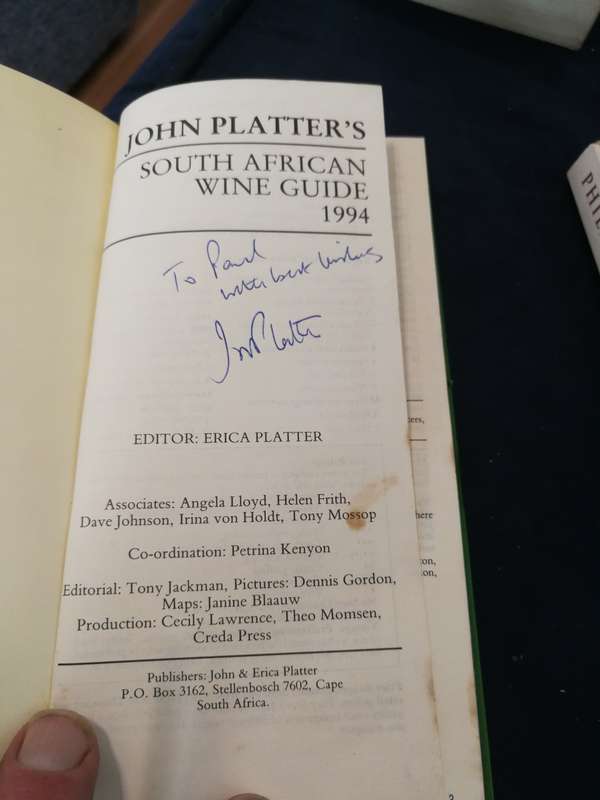 JOHN PLATTER'S
SOUTH AFRICAN
WINE GUIDE
1994
To Paul
with best wishes
John Platter
EDITOR: ERICA PLATTER
Associates: Angela Lloyd, Helen Frith,
Dave Johnson, Irina von Holdt, Tony Mossop
Co-ordination: Petrina Kenyon
Editorial: Tony Jackman, Pictures: Dennis Gordon,
Maps: Janine Blaauw
Production: Cecily Lawrence, Theo Momsen,
Creda Press
Publishers: John & Erica Platter
P.O. Box 3162, Stellenbosch 7602, Cape
South Africa.